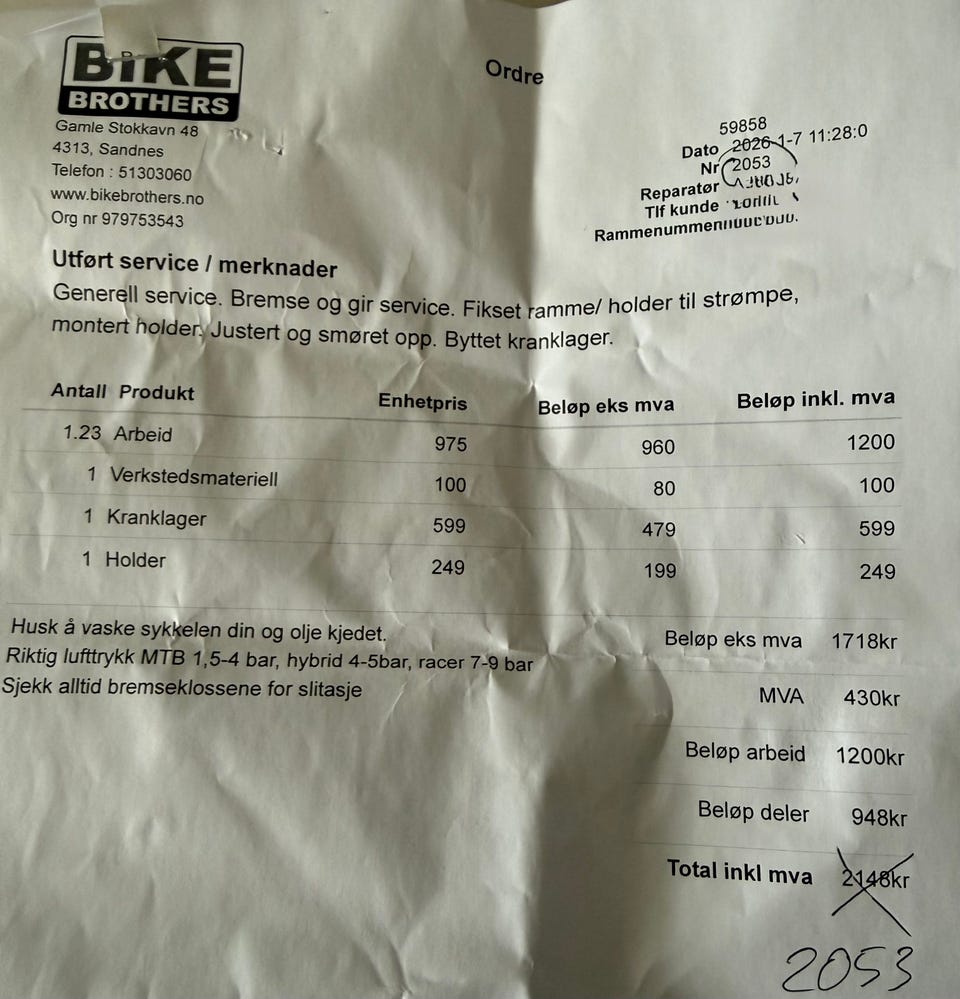 BIKE
BROTHERS
Gamle Stokkavn 48
4313, Sandnes
Telefon : 51303060
www.bikebrothers.no
Org nr 979753543
Ordre
59858
Dato 2026-1-7 11:28:0
Nr 2053
Reparatør
Tlf kunde
Utført service / merknader
Generell service. Bremse og gir service. Fikset ramme/ holder til strømpe,
montert holder. Justert og smøret opp. Byttet kranklager.
Antall Produkt Enhetpris Beløp eks mva Beløp inkl. mva
1.23 Arbeid 975 960 1200
1 Verkstedsmateriell 100 80 100
1 Kranklager 599 479 599
1 Holder 249 199 249
Husk å vaske sykkelen din og olje kjedet.
Riktig lufttrykk MTB 1,5-4 bar, hybrid 4-5bar, racer 7-9 bar
Sjekk alltid bremseklossene for slitasje
Beløp eks mva 1718kr
MVA 430kr
Beløp arbeid 1200kr
Beløp deler 948kr
Total inkl mva 2148kr
2053